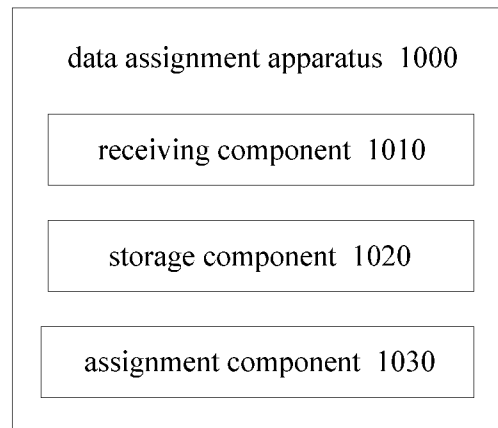 data assignment apparatus 1000
receiving component 1010
storage component 1020
assignment component 1030